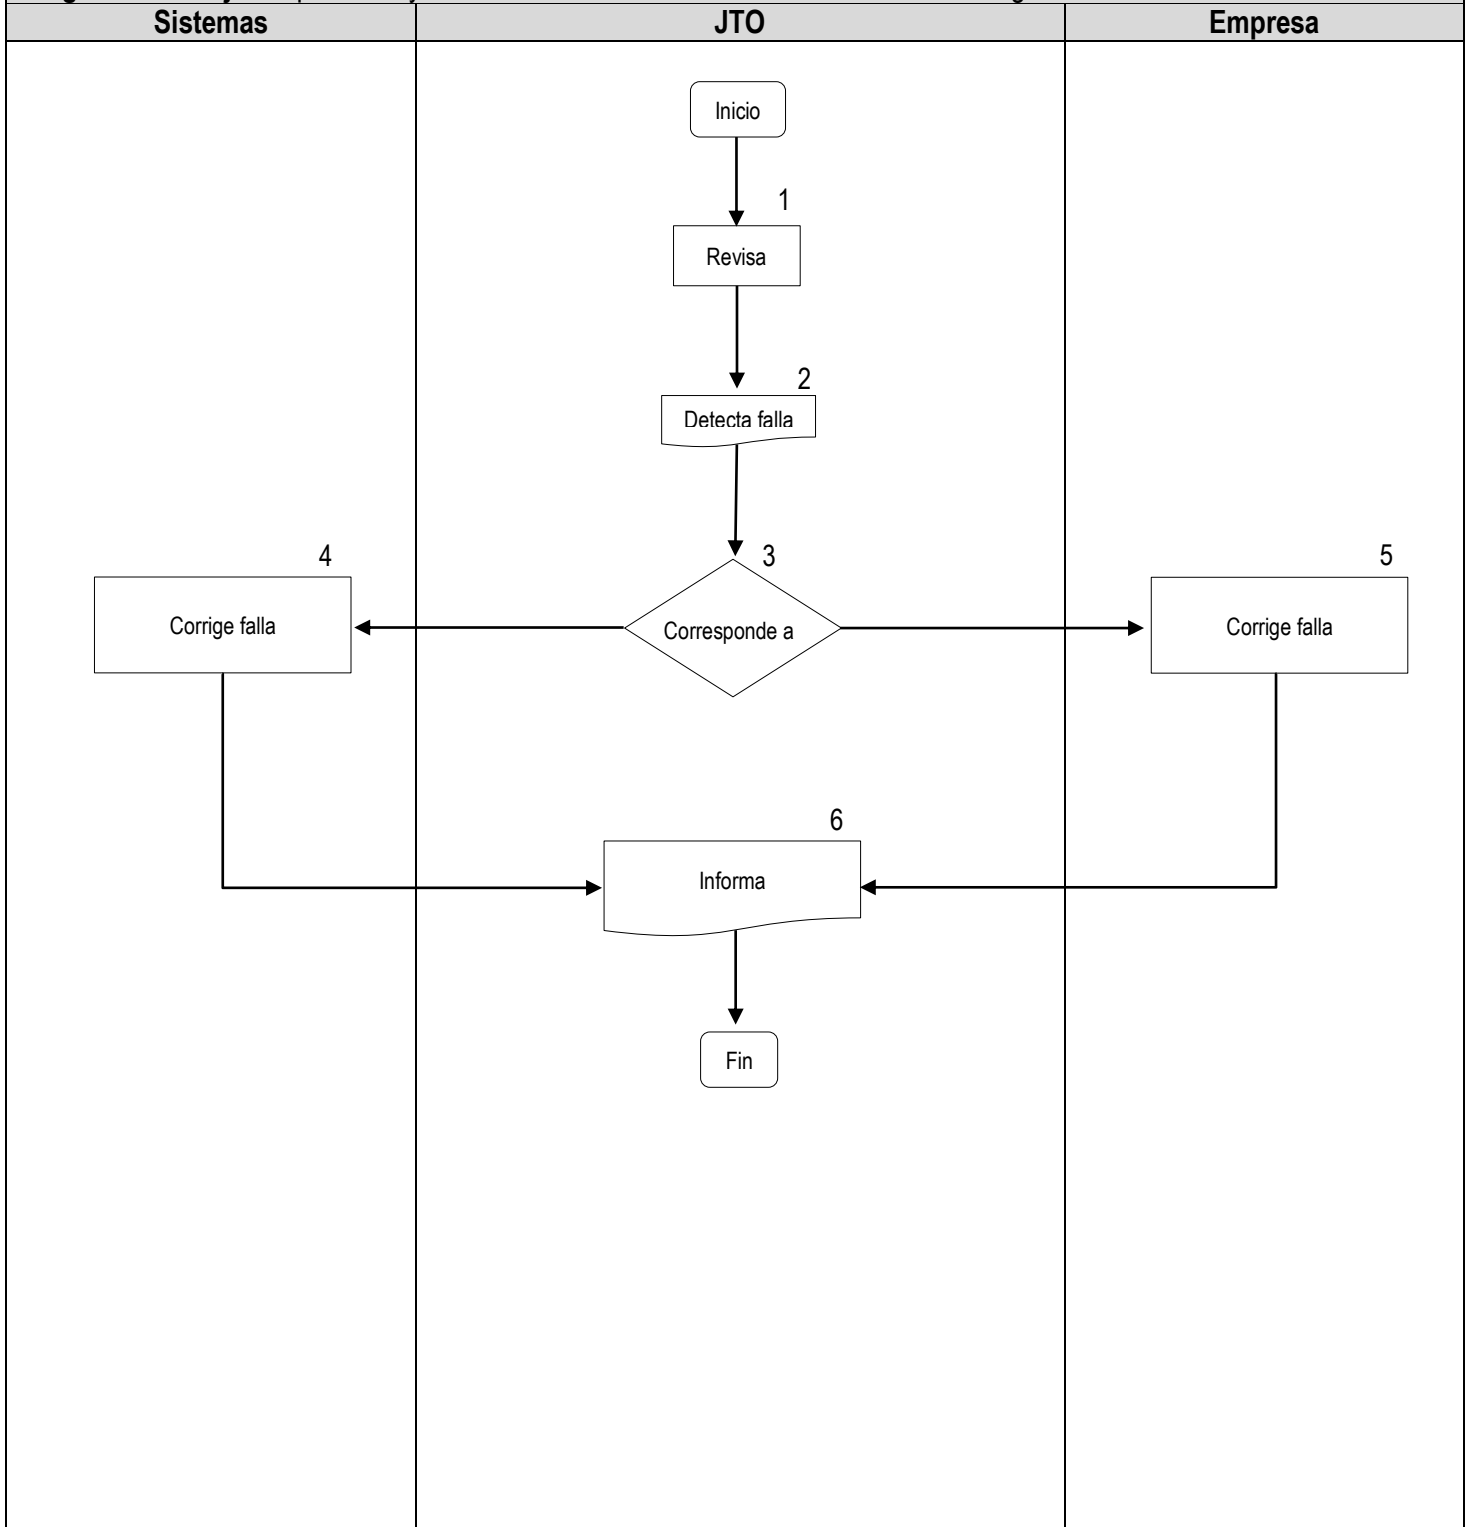 Sistemas JTO Empresa
Inicio
1
Revisa
2
Detecta falla
3
Corresponde a
4
Corrige falla
5
Corrige falla
6
Informa
Fin